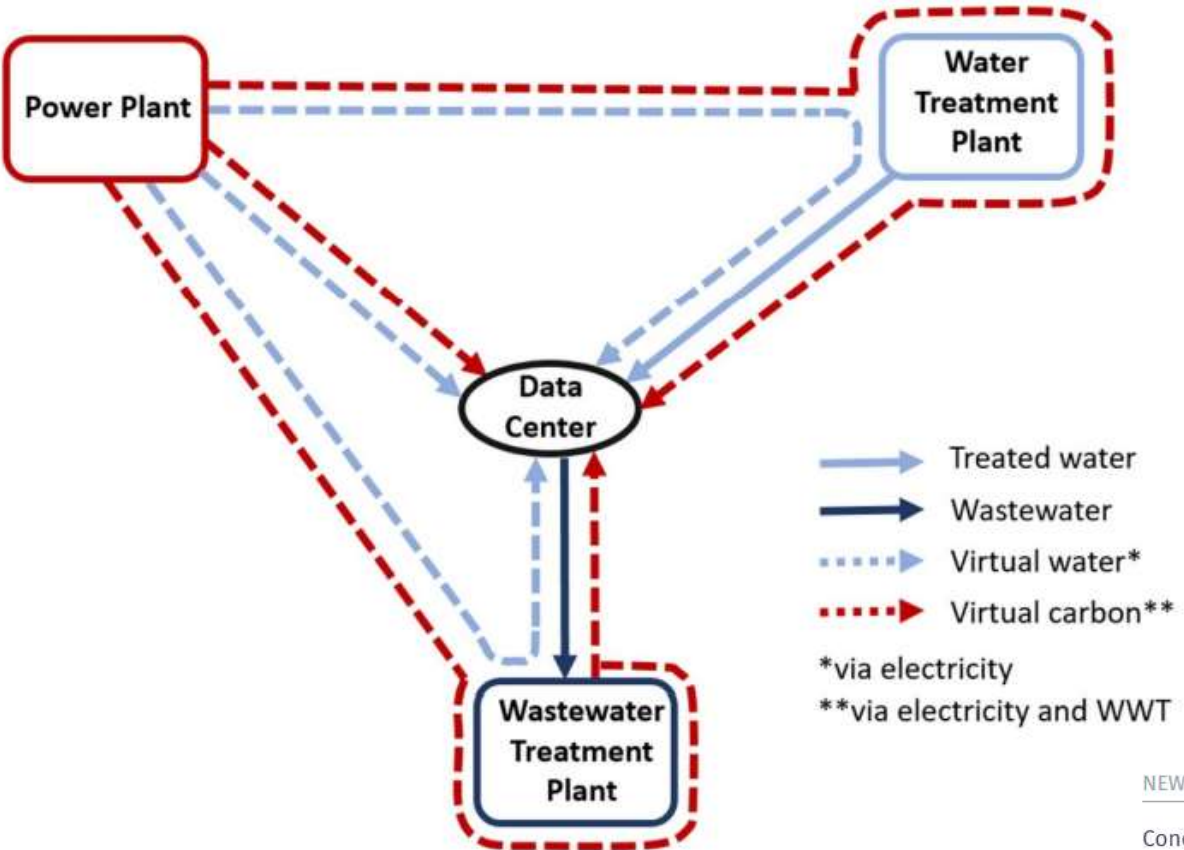 Power Plant
Water
Treatment
Plant
Data
Center
Treated water
Wastewater
Virtual water*
Virtual carbon**
*via electricity
**via electricity and WWT
Wastewater
Treatment
Plant
NEW